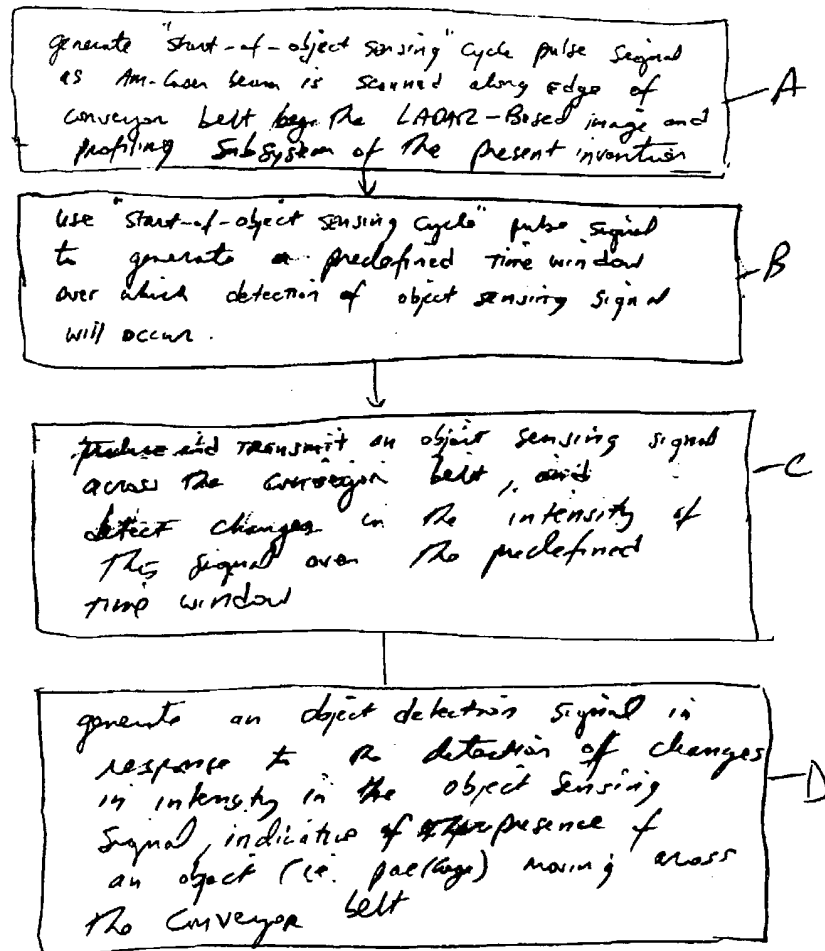 generate "start-of-object sensing" cycle pulse signal
as AM-laser beam is scanned along edge of
conveyor belt by the LADAR-Based image and
profiling subsystem of the present invention
A
use "start-of-object sensing cycle" pulse signal
to generate a predefined time window
over which detection of object sensing signal
will occur.
B
produce and TRANSMIT an object sensing signal
across the conveyor belt, and
detect changes in the intensity of
This signal over the predefined
time window
C
generate an object detection signal in
response to the detection of changes
in intensity in the object sensing
signal, indicative of the presence of
an object (i.e. package) moving across
the conveyor belt
D